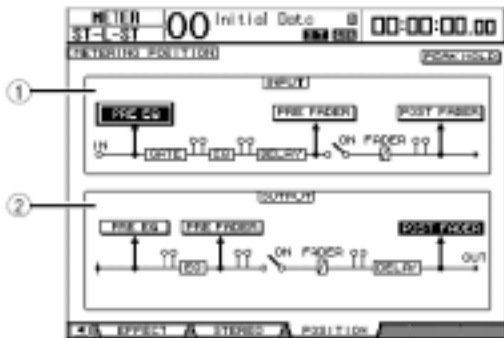 METER
ST-L-ST
00 Initial Data
00:00:00.00
METERING POSITION
PEAK HOLD
①
INPUT
PRE EQ
PRE FADER
POST FADER
IN
GATE
EQ
DELAY
ON FADER
②
OUTPUT
PRE EQ
PRE FADER
POST FADER
EQ
ON FADER
DELAY
OUT
EFFECT
STEREO
POSITION